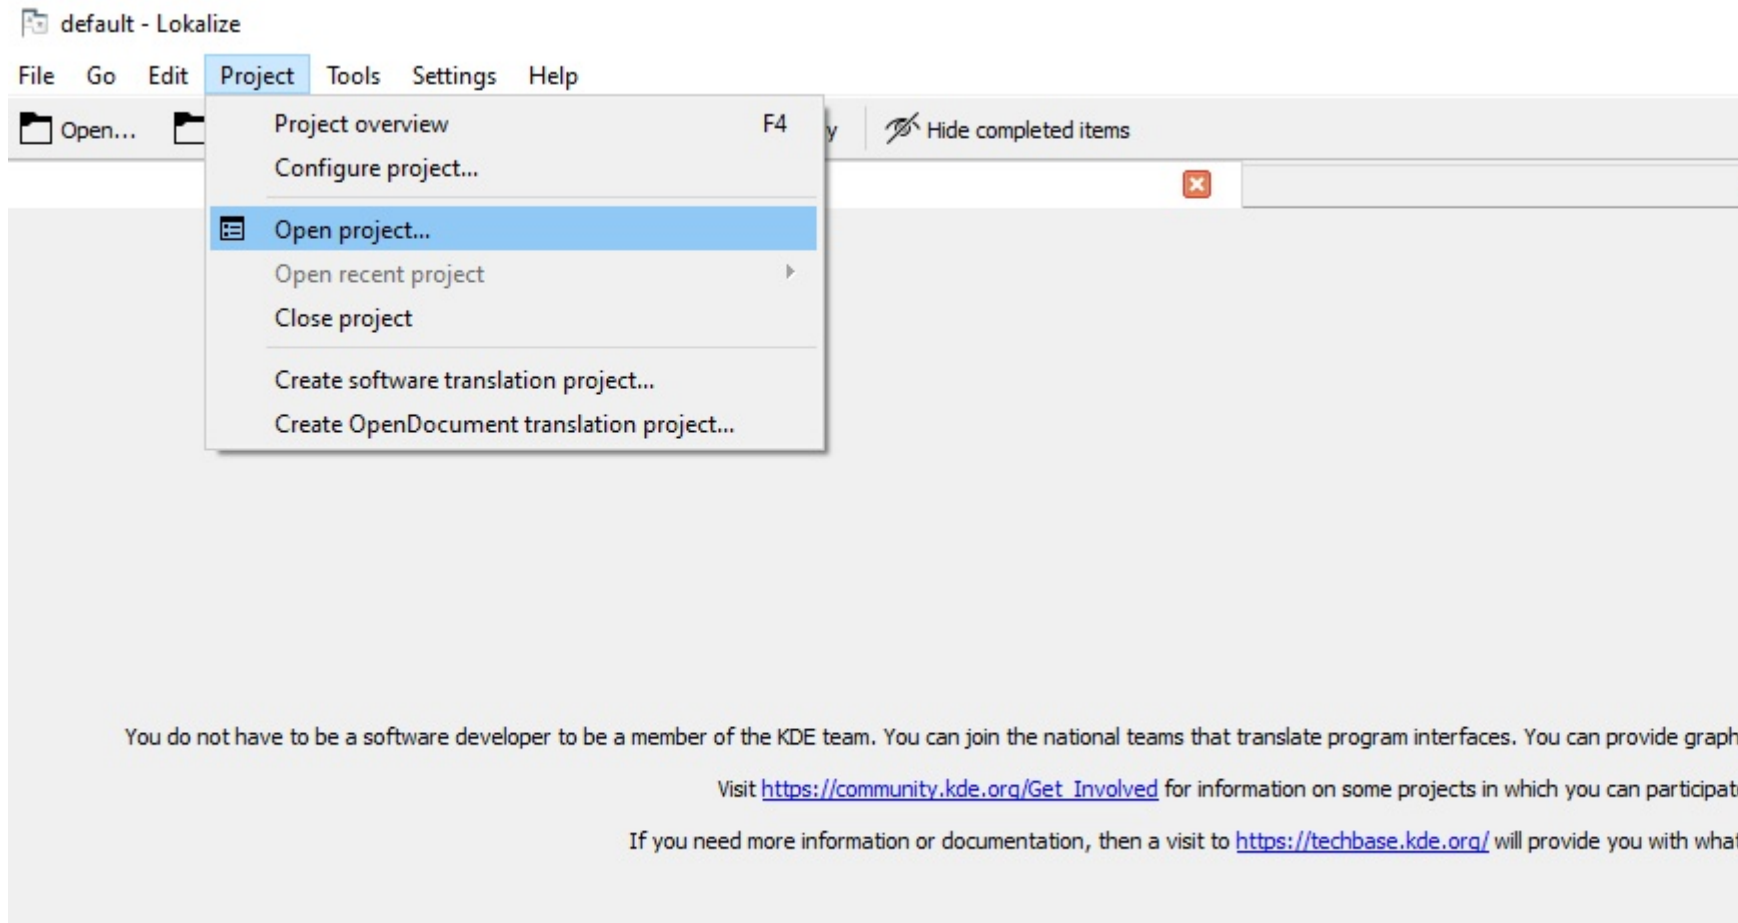 default - Lokalize
File Go Edit Project Tools Settings Help
Open... Hide completed items
Project overview F4
Configure project...
Open project...
Open recent project
Close project
Create software translation project...
Create OpenDocument translation project...
You do not have to be a software developer to be a member of the KDE team. You can join the national teams that translate program interfaces. You can provide graph
Visit https://community.kde.org/Get_Involved for information on some projects in which you can participat
If you need more information or documentation, then a visit to https://techbase.kde.org/ will provide you with what